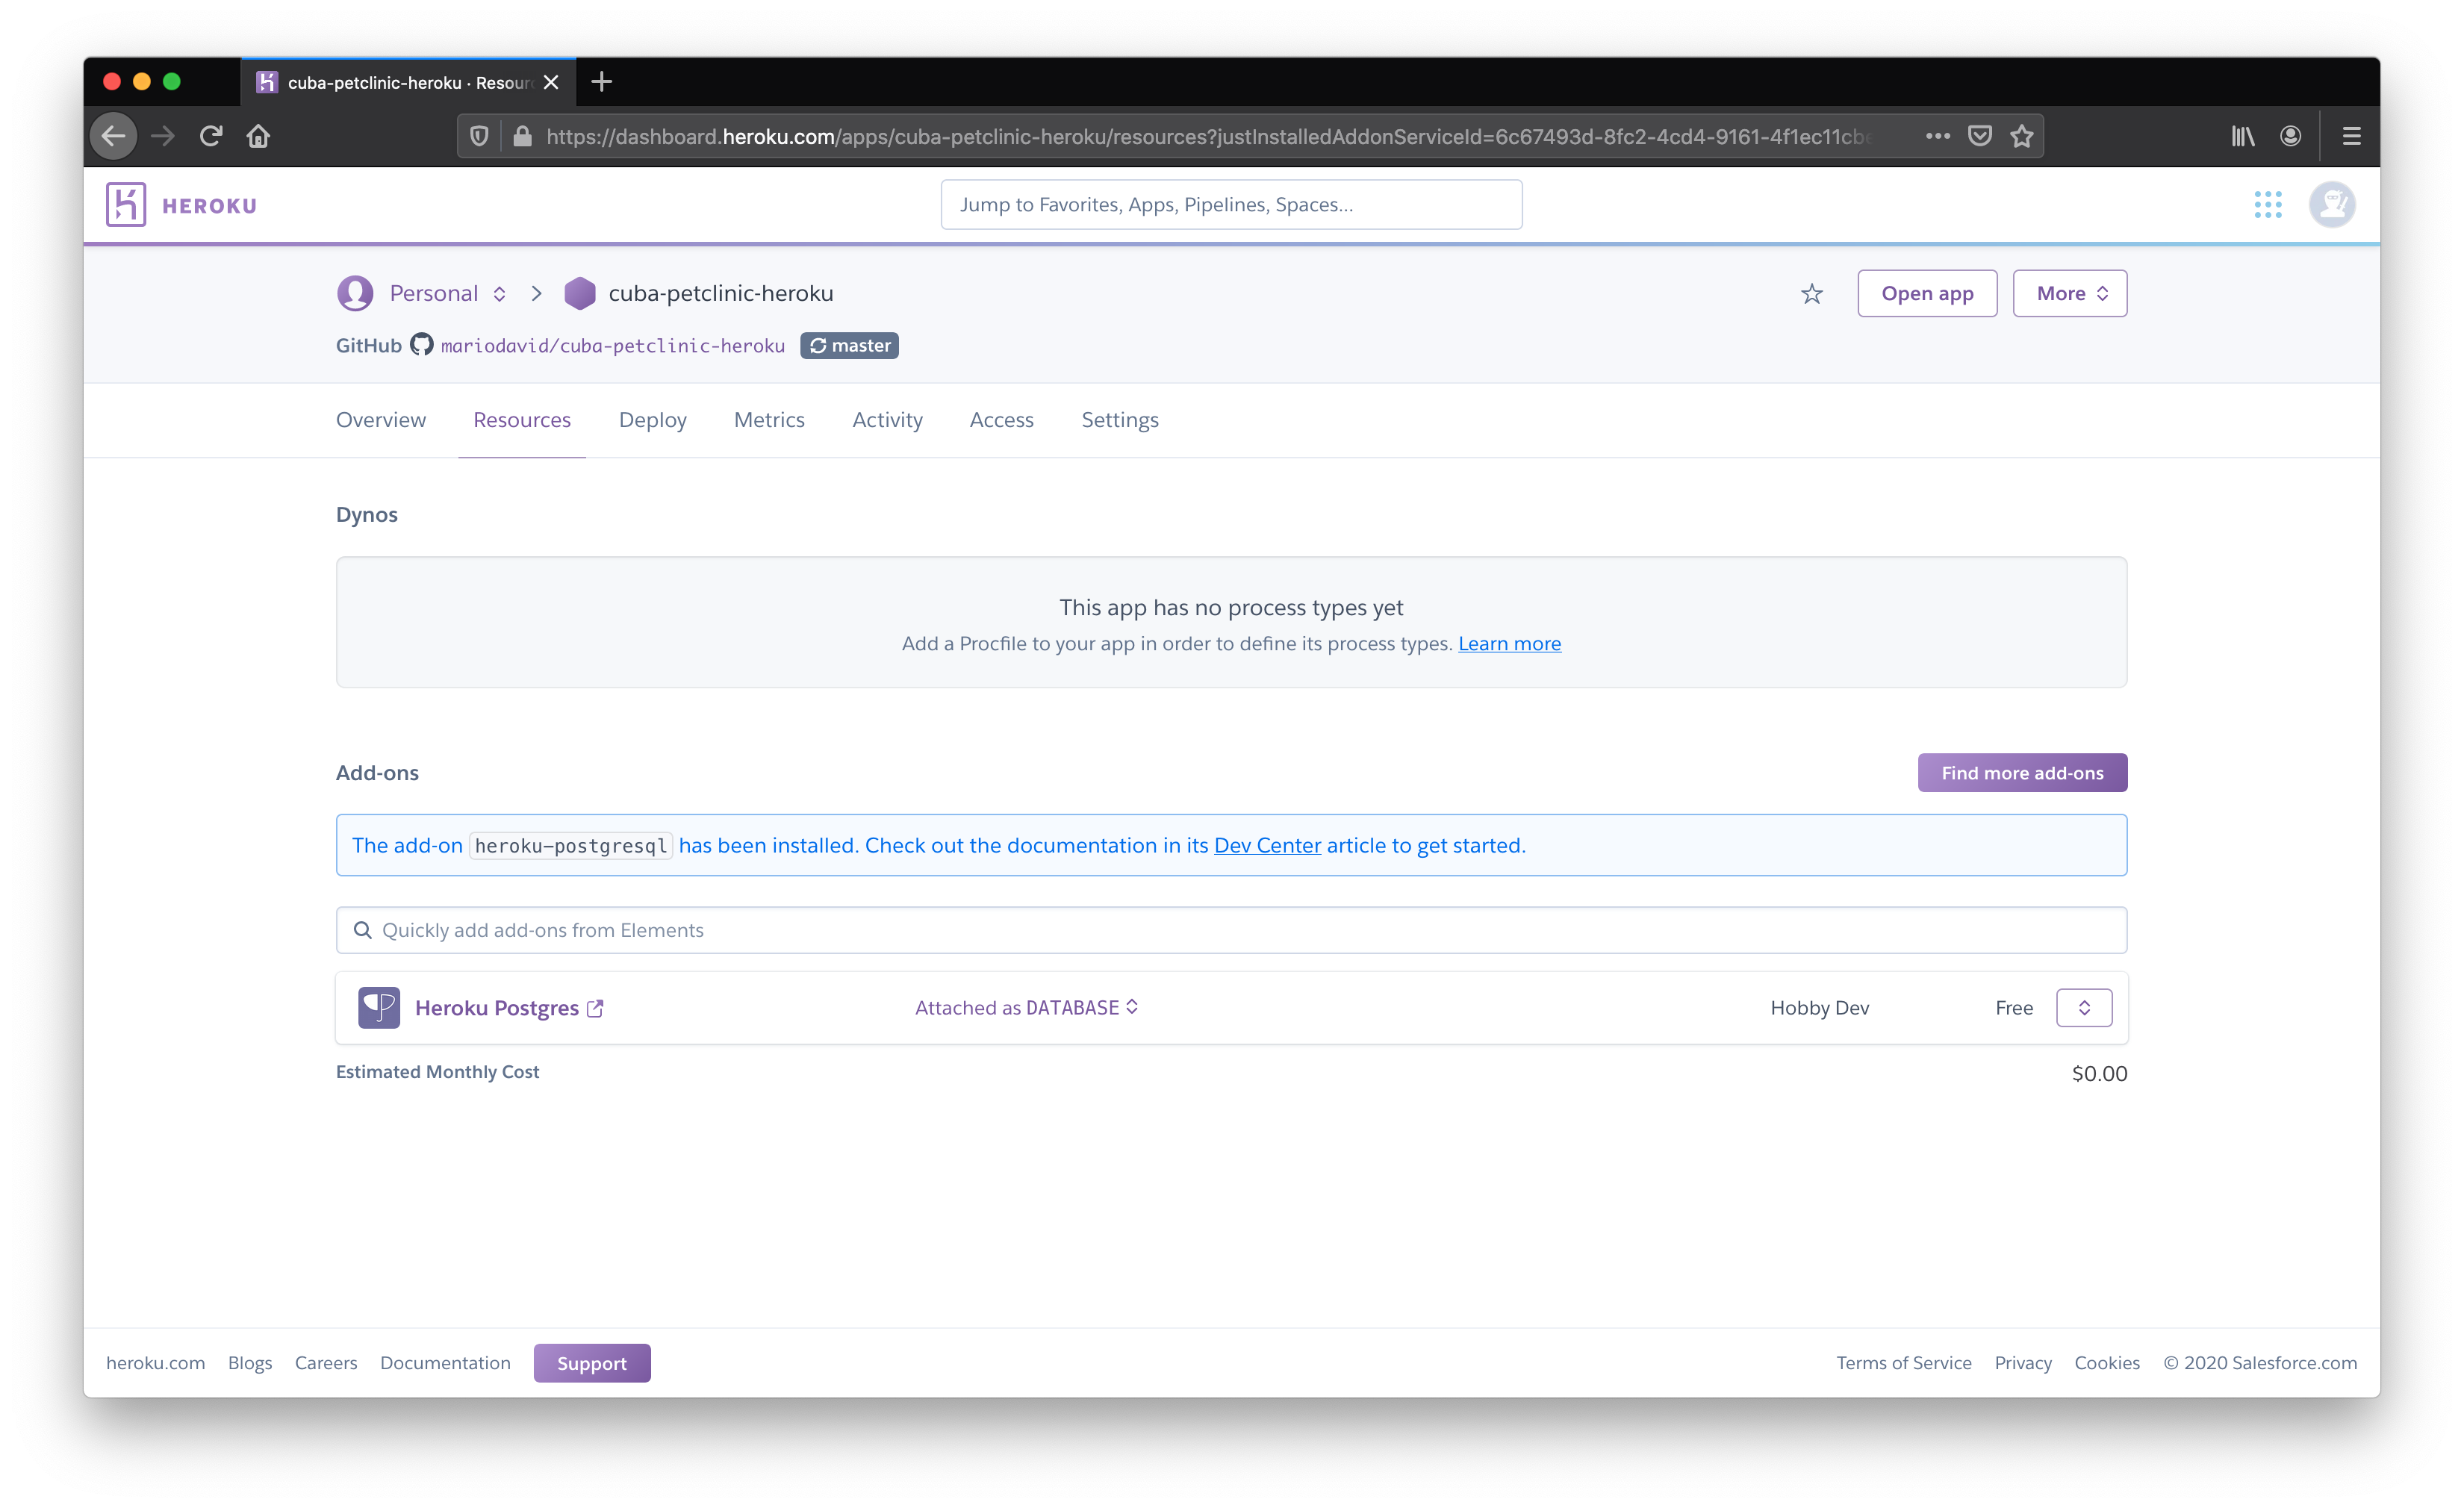 cuba-petclinic-heroku · Resour
https://dashboard.heroku.com/apps/cuba-petclinic-heroku/resources?justInstalledAddonServiceId=6c67493d-8fc2-4cd4-9161-4f1ec11cbe
HEROKU
Jump to Favorites, Apps, Pipelines, Spaces...
Personal cuba-petclinic-heroku
Open app More
GitHub mariodavid/cuba-petclinic-heroku master
Overview Resources Deploy Metrics Activity Access Settings
Dynos
This app has no process types yet
Add a Procfile to your app in order to define its process types. Learn more
Add-ons
Find more add-ons
The add-on heroku-postgresql has been installed. Check out the documentation in its Dev Center article to get started.
Quickly add add-ons from Elements
Heroku Postgres Attached as DATABASE Hobby Dev Free
Estimated Monthly Cost $0.00
heroku.com Blogs Careers Documentation Support Terms of Service Privacy Cookies © 2020 Salesforce.com